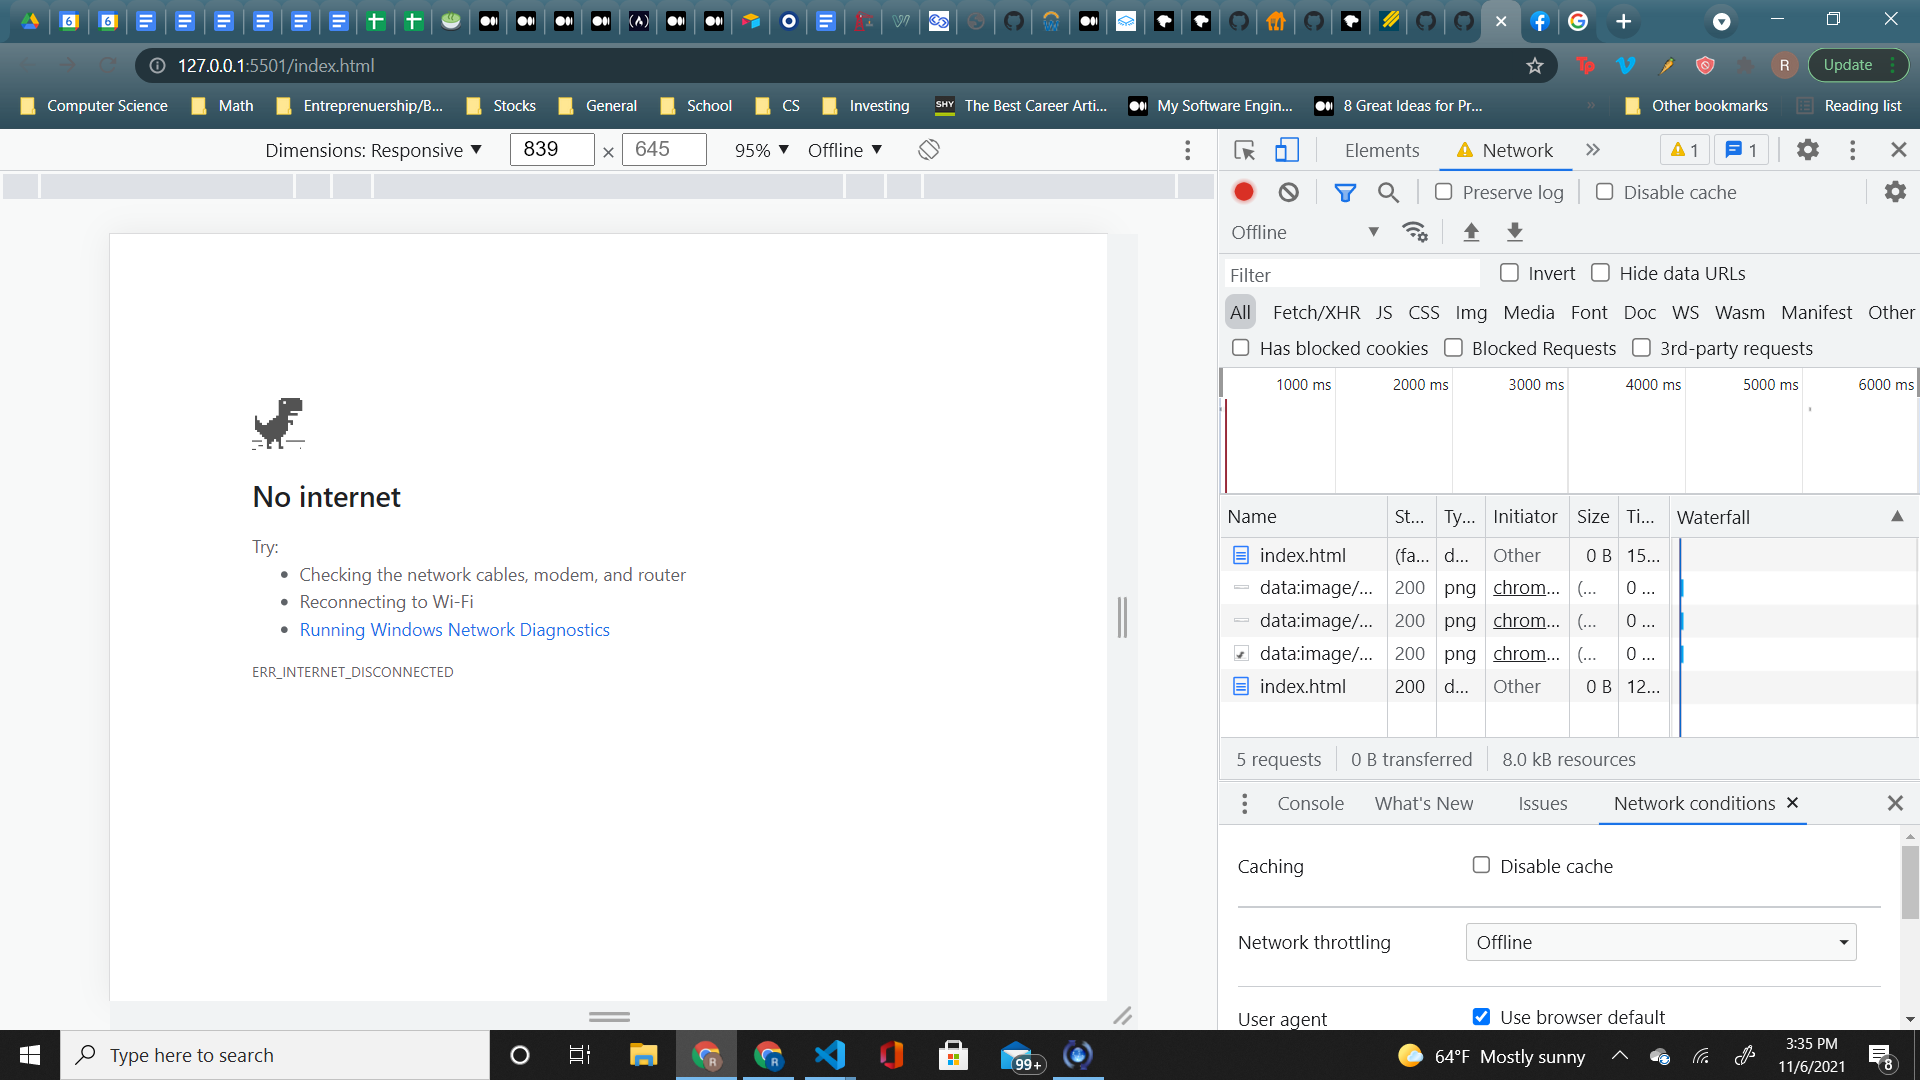 127.0.0.1:5501/index.html
R
Update
Computer Science
Math
Entreprenuership/B...
Stocks
General
School
CS
Investing
SHY
The Best Career Arti...
My Software Engin...
8 Great Ideas for Pr...
»
Other bookmarks
Reading list
Dimensions: Responsive
839
×
645
95%
Offline
Elements
Network
1
1
Preserve log
Disable cache
Offline
Filter
Invert
Hide data URLs
All
Fetch/XHR
JS
CSS
Img
Media
Font
Doc
WS
Wasm
Manifest
Other
Has blocked cookies
Blocked Requests
3rd-party requests
1000 ms
2000 ms
3000 ms
4000 ms
5000 ms
6000 ms
Name
St...
Ty...
Initiator
Size
Ti...
Waterfall
index.html (fa... d... Other 0 B 15...
data:image/... 200 png chrom... (... 0 ...
data:image/... 200 png chrom... (... 0 ...
data:image/... 200 png chrom... (... 0 ...
index.html 200 d... Other 0 B 12...
5 requests
0 B transferred
8.0 kB resources
Console
What's New
Issues
Network conditions
Caching
Disable cache
Network throttling
Offline
User agent
Use browser default
No internet
Try:
Checking the network cables, modem, and router
Reconnecting to Wi-Fi
Running Windows Network Diagnostics
ERR_INTERNET_DISCONNECTED
Type here to search
99+
64°F Mostly sunny
3:35 PM
11/6/2021
8